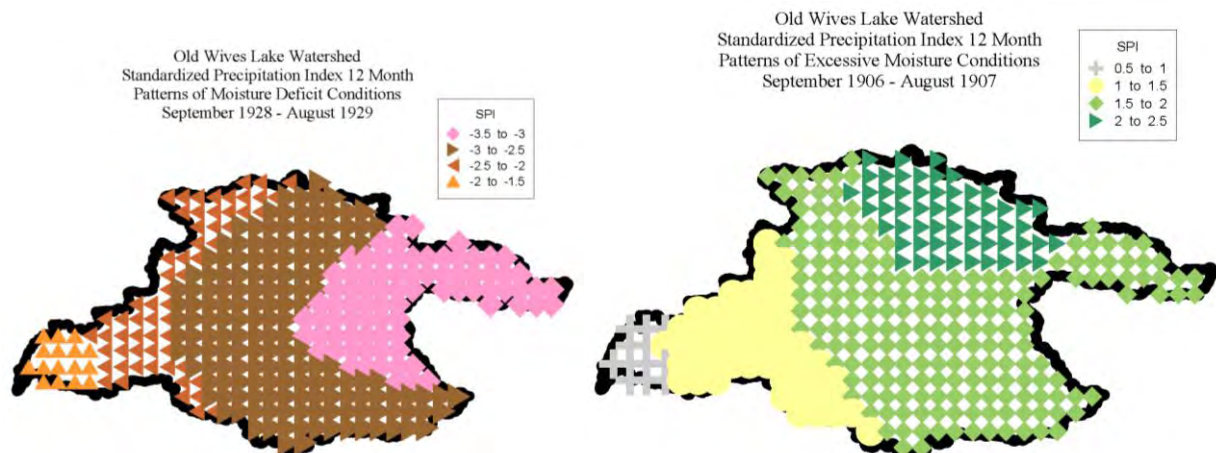 Old Wives Lake Watershed
Standardized Precipitation Index 12 Month
Patterns of Moisture Deficit Conditions
September 1928 - August 1929
SPI
-3.5 to -3
-3 to -2.5
-2.5 to -2
-2 to -1.5
Old Wives Lake Watershed
Standardized Precipitation Index 12 Month
Patterns of Excessive Moisture Conditions
September 1906 - August 1907
SPI
0.5 to 1
1 to 1.5
1.5 to 2
2 to 2.5